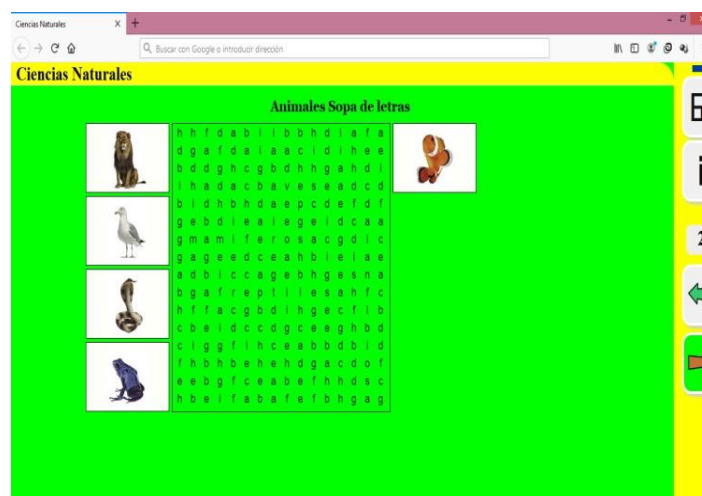 Ciencias Naturales
Buscar con Google o introducir dirección
Ciencias Naturales
Animales Sopa de letras
h h f d a b i i b b h d i a f a
d g a f d a i a a c i d i h e e
b d d g h c g b d h h g a h d i
i h a d a c b a v e s e a d c d
b i d h b h d a e p c d e f d f
g e b d i e a i e g e i d c a a
g m a m i f e r o s a c g d i c
g a g e e d c e a h b i e i a e
a d b i c c a g e b h g e s n a
b g a f r e p t i l e s a h f c
h f f a c g b d i h g e c f i b
c b e i d c c d g c e e g h b d
c i g g f i h c e a b b d b i d
f h b h b e h e h d g a c d o f
e e b g f c e a b e f h h d s c
h b e i f a b a f e f b h g a g